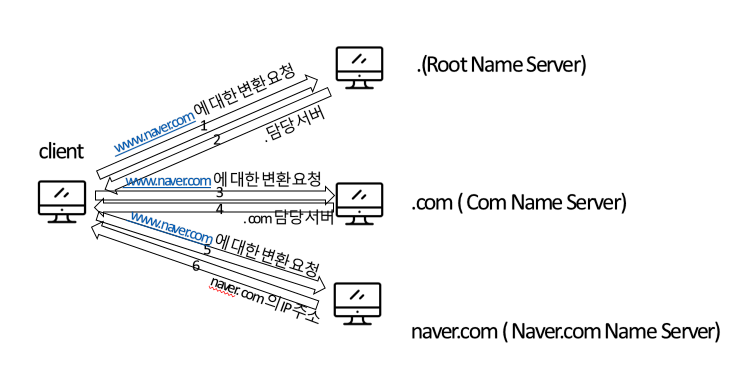 .(Root Name Server)
www.naver.com 에 대한 변환 요청
1
2
. 담당 서버
client
www.naver.com 에 대한 변환 요청
3
4
. com 담당 서버
.com ( Com Name Server)
www.naver.com 에 대한 변환 요청
5
6
naver. com 의 IP 주소
naver.com ( Naver.com Name Server)